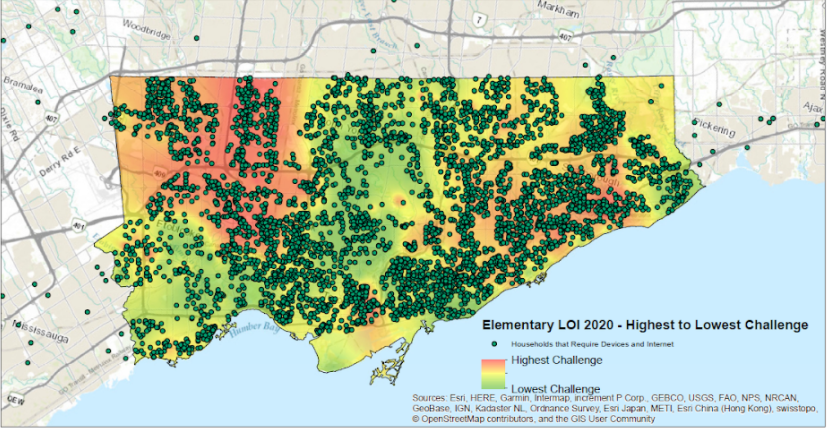 Markham
Woodbridge
7
407
Bramalea
407
Ajax
Pickering
Derry Rd E
401
Mississauga
Humber Bay
QEW
Elementary LOI 2020 - Highest to Lowest Challenge
Households that Require Devices and Internet
Highest Challenge
Lowest Challenge
Sources: Esri, HERE, Garmin, Intermap, increment P Corp., GEBCO, USGS, FAO, NPS, NRCAN,
GeoBase, IGN, Kadaster NL, Ordnance Survey, Esri Japan, METI, Esri China (Hong Kong), swisstopo,
© OpenStreetMap contributors, and the GIS User Community